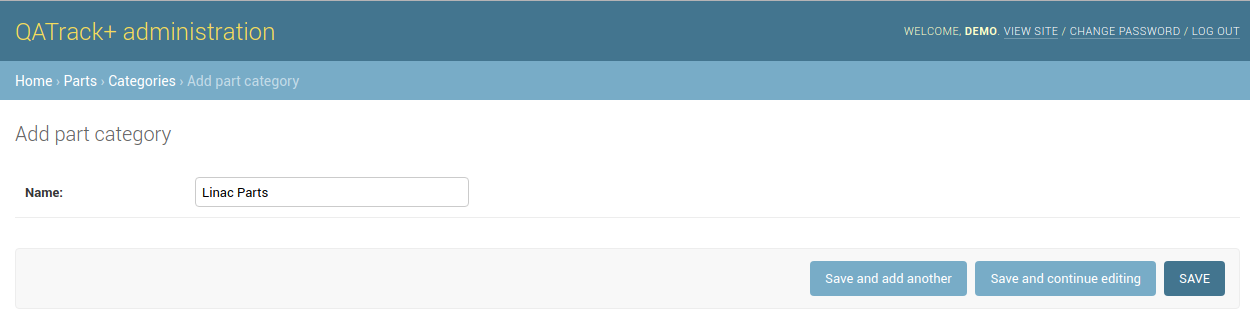 QATrack+ administration
WELCOME, DEMO. VIEW SITE / CHANGE PASSWORD / LOG OUT
Home › Parts › Categories › Add part category
Add part category
Name: Linac Parts
Save and add another Save and continue editing SAVE